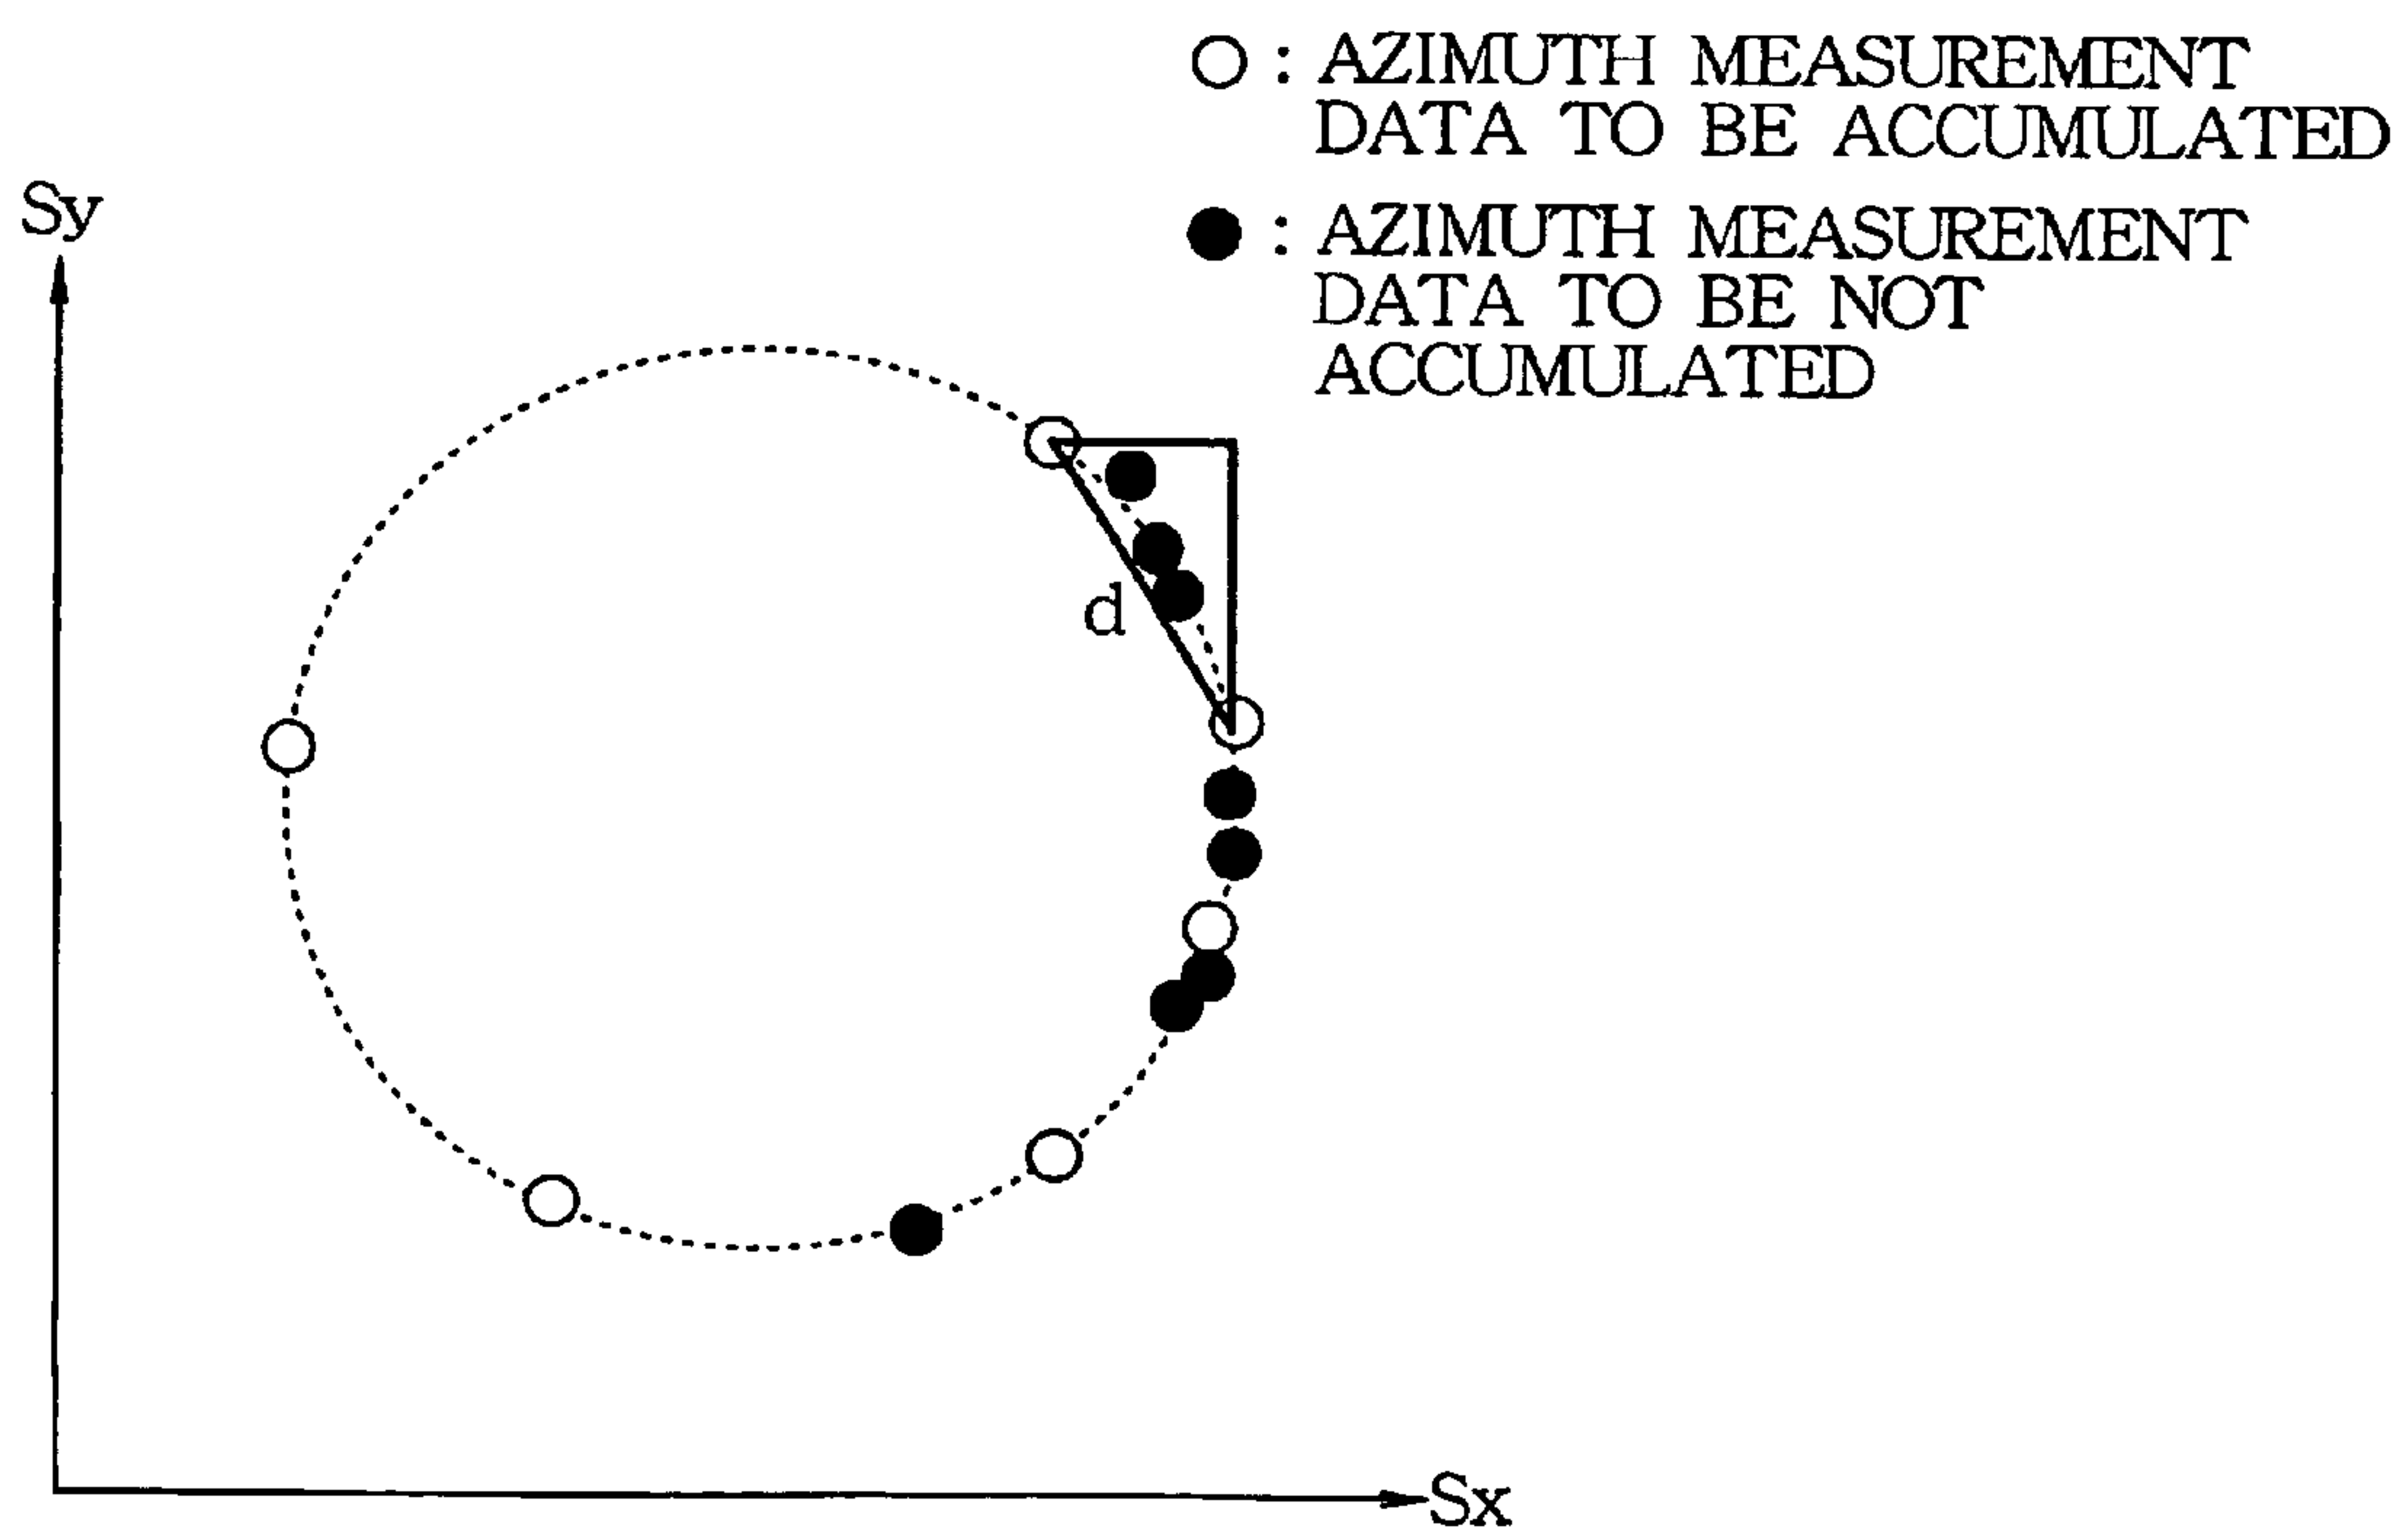 : AZIMUTH MEASUREMENT
DATA TO BE ACCUMULATED
: AZIMUTH MEASUREMENT
DATA TO BE NOT
ACCUMULATED
Sy
d
Sx